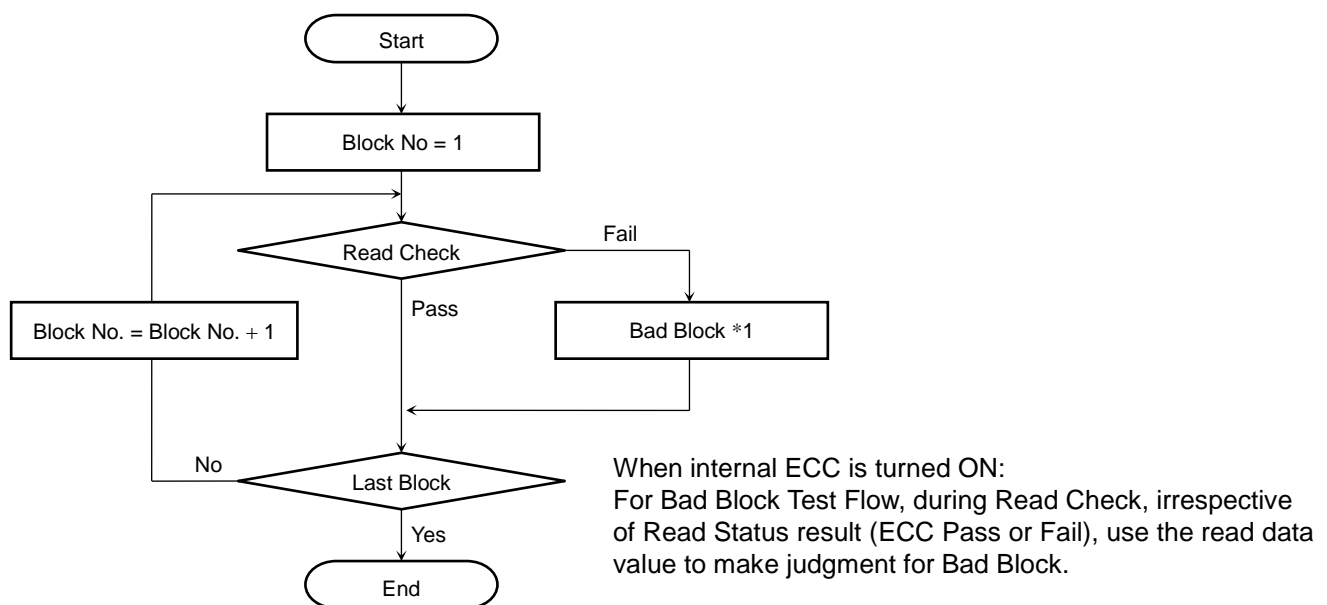 Start
Block No = 1
Read Check
Fail
Pass
Block No. = Block No. + 1
Bad Block *1
No
Last Block
Yes
End
When internal ECC is turned ON:
For Bad Block Test Flow, during Read Check, irrespective
of Read Status result (ECC Pass or Fail), use the read data
value to make judgment for Bad Block.